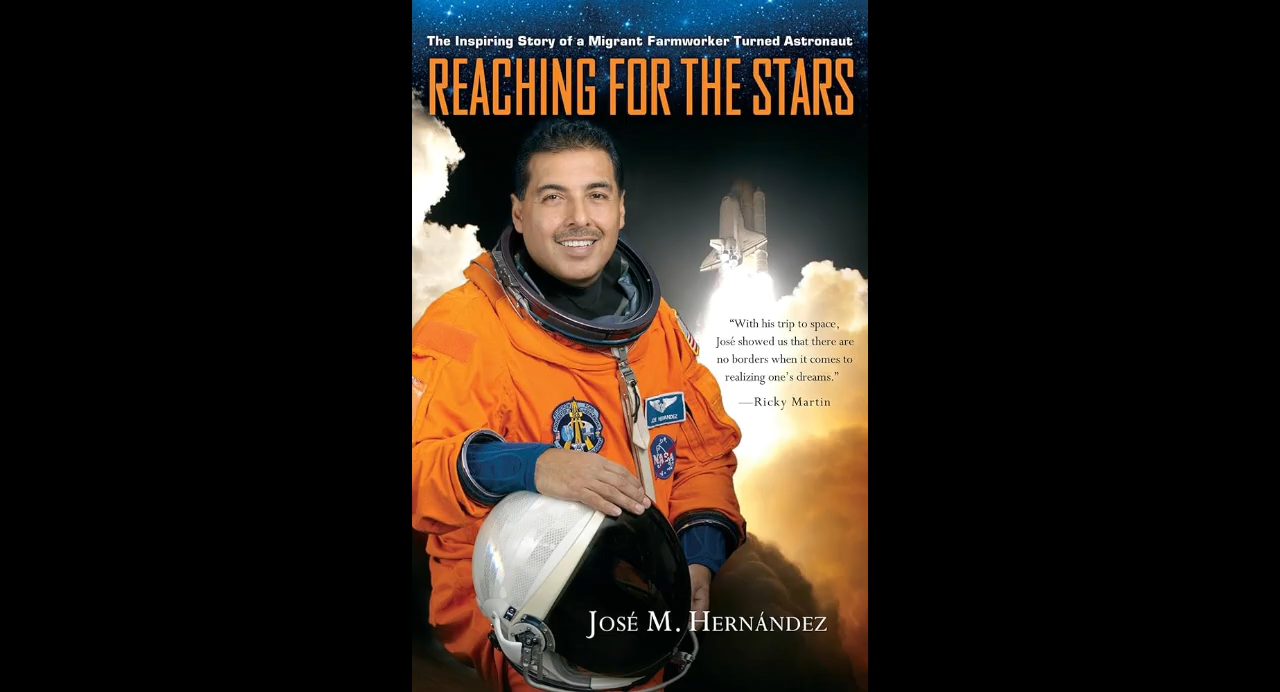 The Inspiring Story of a Migrant Farmworker Turned Astronaut
REACHING FOR THE STARS
“With his trip to space,
José showed us that there are
no borders when it comes to
realizing one’s dreams.”
—Ricky Martin
NASA
JOSÉ M. HERNÁNDEZ